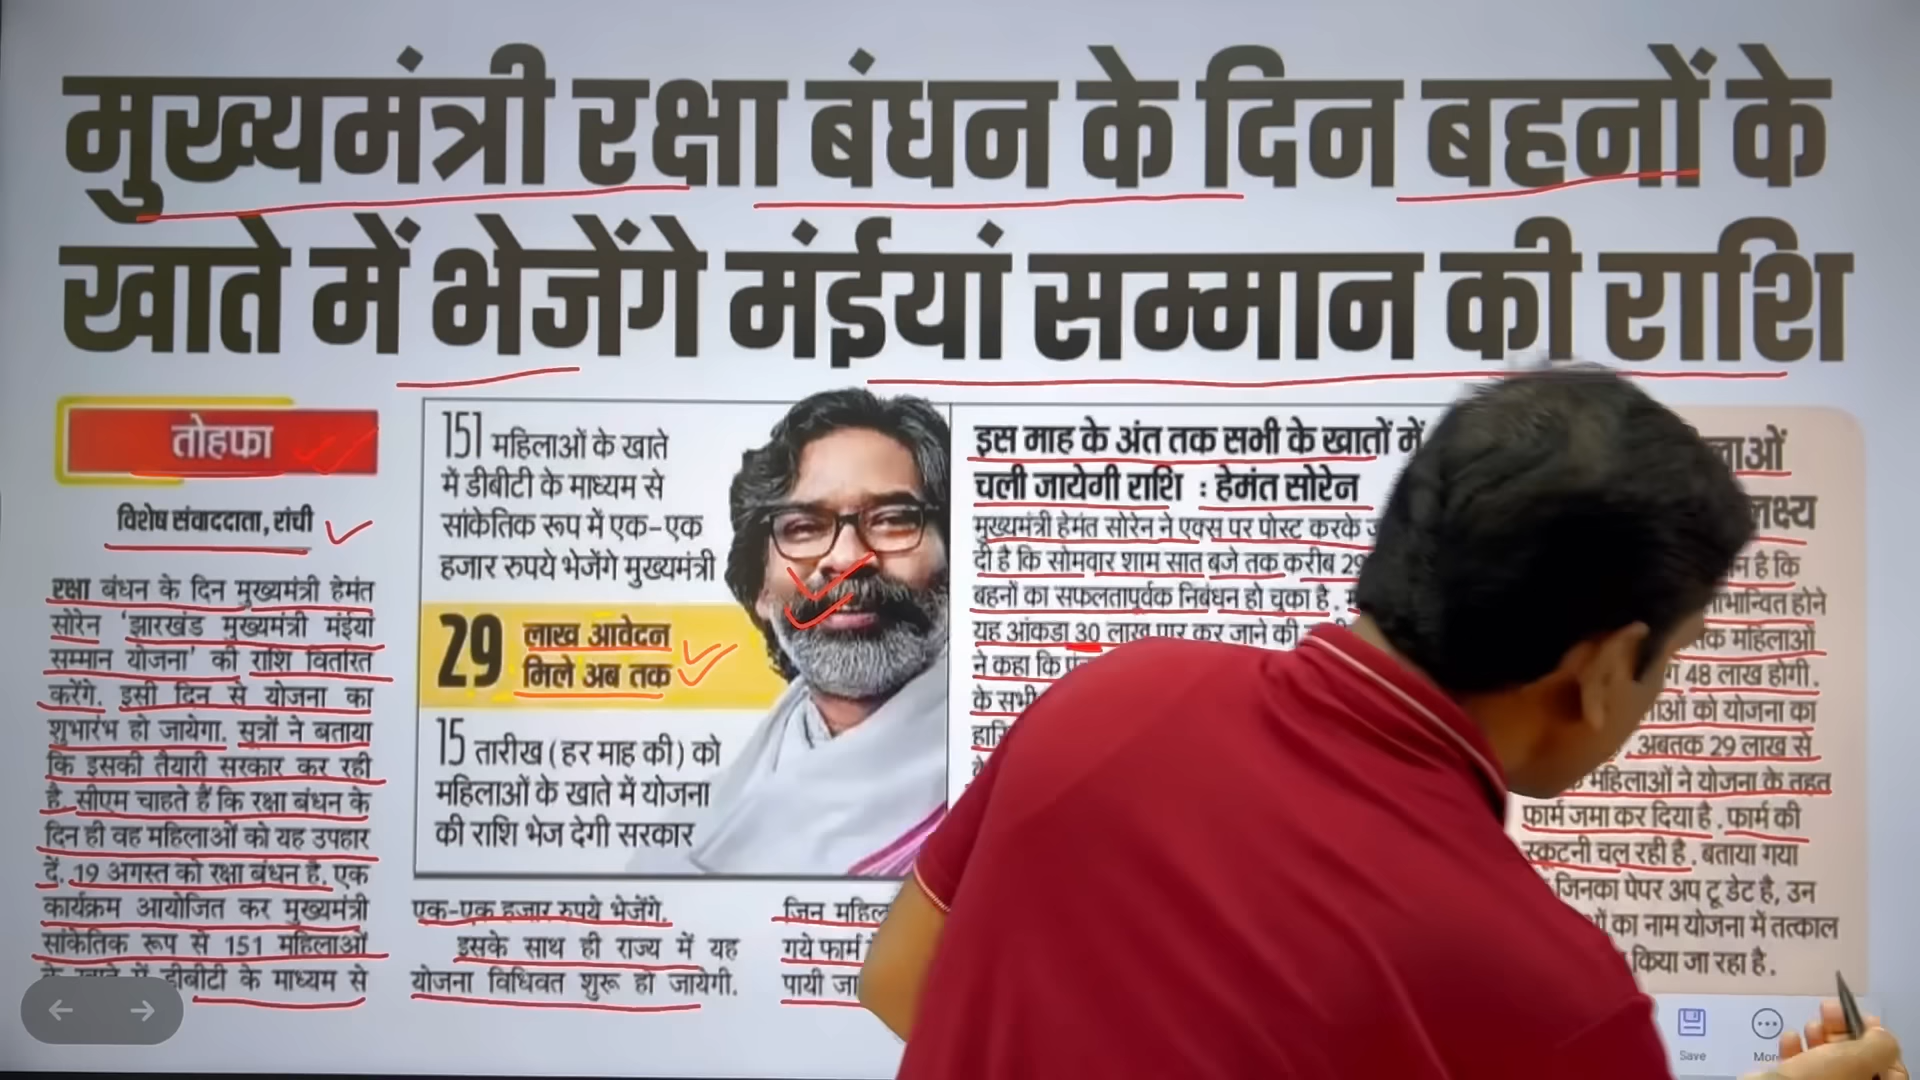 मुख्यमंत्री रक्षा बंधन के दिन बहनों के
खाते में भेजेंगे मंईयां सम्मान की राशि
तोहफा
विशेष संवाददाता, रांची
रक्षा बंधन के दिन मुख्यमंत्री हेमंत
सोरेन 'झारखंड मुख्यमंत्री मंईयां
सम्मान योजना' की राशि वितरित
करेंगे. इसी दिन से योजना का
शुभारंभ हो जायेगा. सूत्रों ने बताया
कि इसकी तैयारी सरकार कर रही
है. सीएम चाहते हैं कि रक्षा बंधन के
दिन ही वह महिलाओं को यह उपहार
दें. 19 अगस्त को रक्षा बंधन है. एक
कार्यक्रम आयोजित कर मुख्यमंत्री
सांकेतिक रूप से 151 महिलाओं
के खाते में डीबीटी के माध्यम से
151 महिलाओं के खाते
में डीबीटी के माध्यम से
सांकेतिक रूप में एक-एक
हजार रुपये भेजेंगे मुख्यमंत्री
29 लाख आवेदन
मिले अब तक
15 तारीख (हर माह की) को
महिलाओं के खाते में योजना
की राशि भेज देगी सरकार
एक-एक हजार रुपये भेजेंगे.
इसके साथ ही राज्य में यह
योजना विधिवत शुरू हो जायेगी.
जिन
गये फार्म
पायी
इस माह के अंत तक सभी के खातों में
चली जायेगी राशि : हेमंत सोरेन
मुख्यमंत्री हेमंत सोरेन ने एक्स पर पोस्ट करके
दी है कि सोमवार शाम सात बजे तक करीब 29
बहनों का सफलतापूर्वक निबंधन हो चुका है.
यह आंकड़ा 30 लाख पार कर जाने की
ने कहा कि
के सभी
लक्ष्य
है कि
लाभान्वित होने
तक महिलाओं
48 लाख होगी.
को योजना का
. अबतक 29 लाख से
महिलाओं ने योजना के तहत
फार्म जमा कर दिया है. फार्म की
स्क्रूटनी चल रही है. बताया गया
जिनका पेपर अप टू डेट है, उन
का नाम योजना में तत्काल
किया जा रहा है.
Save